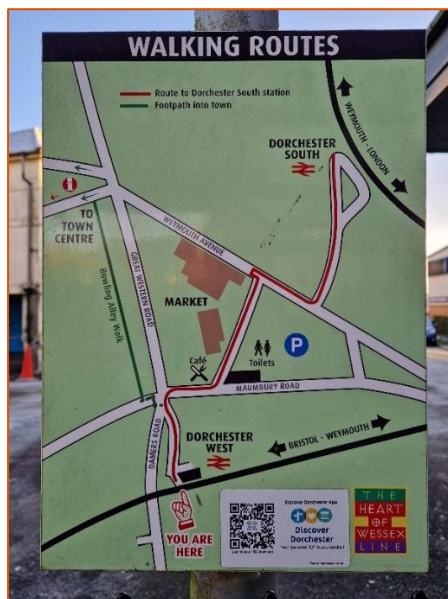 WALKING ROUTES
Route to Dorchester South station
Footpath into town
WEYMOUTH-LONDON
DORCHESTER
SOUTH
i
TO
TOWN
CENTRE
WEYMOUTH AVENUE
GREAT WESTERN ROAD
Bowling Alley Walk
MARKET
Café
Toilets
P
MAUMBURY ROAD
DAMERS ROAD
DORCHESTER
WEST
BRISTOL - WEYMOUTH
YOU ARE
HERE
Discover Dorchester App
Discover
Dorchester
THE
HEART
OF
WESSEX
LINE